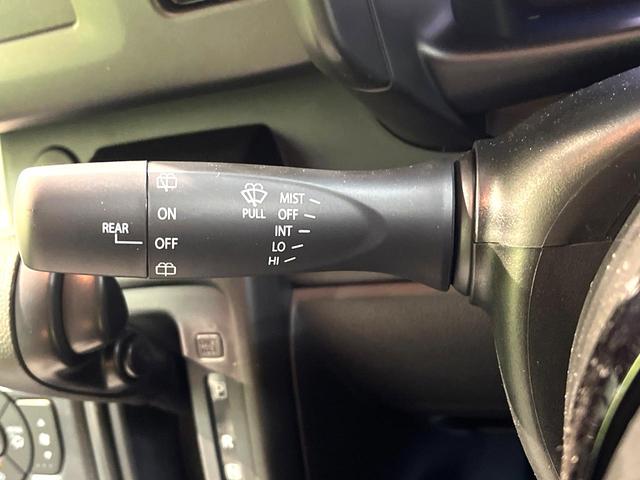 REAR
ON
OFF
PULL
MIST
OFF
INT
LO
HI